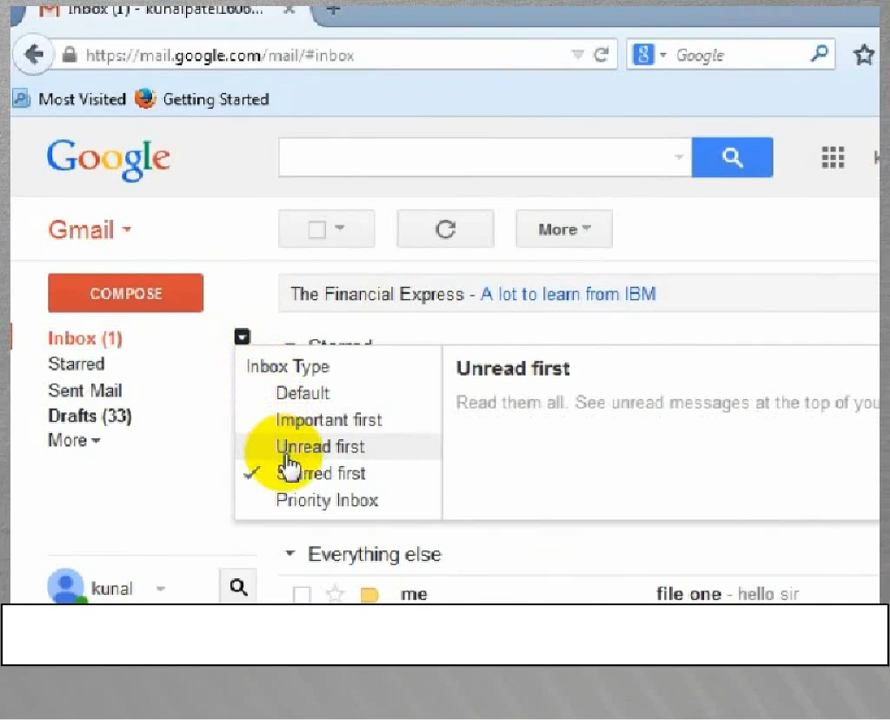 Inbox (1) - kunalpatel1606...
https://mail.google.com/mail/#inbox
Google
Most Visited Getting Started
Google
Gmail
More
COMPOSE
The Financial Express - A lot to learn from IBM
Inbox (1)
Starred
Sent Mail
Drafts (33)
More
Starred
Inbox Type
Default
Important first
Unread first
Starred first
Priority Inbox
Unread first
Read them all. See unread messages at the top of you
Everything else
kunal
me file one - hello sir